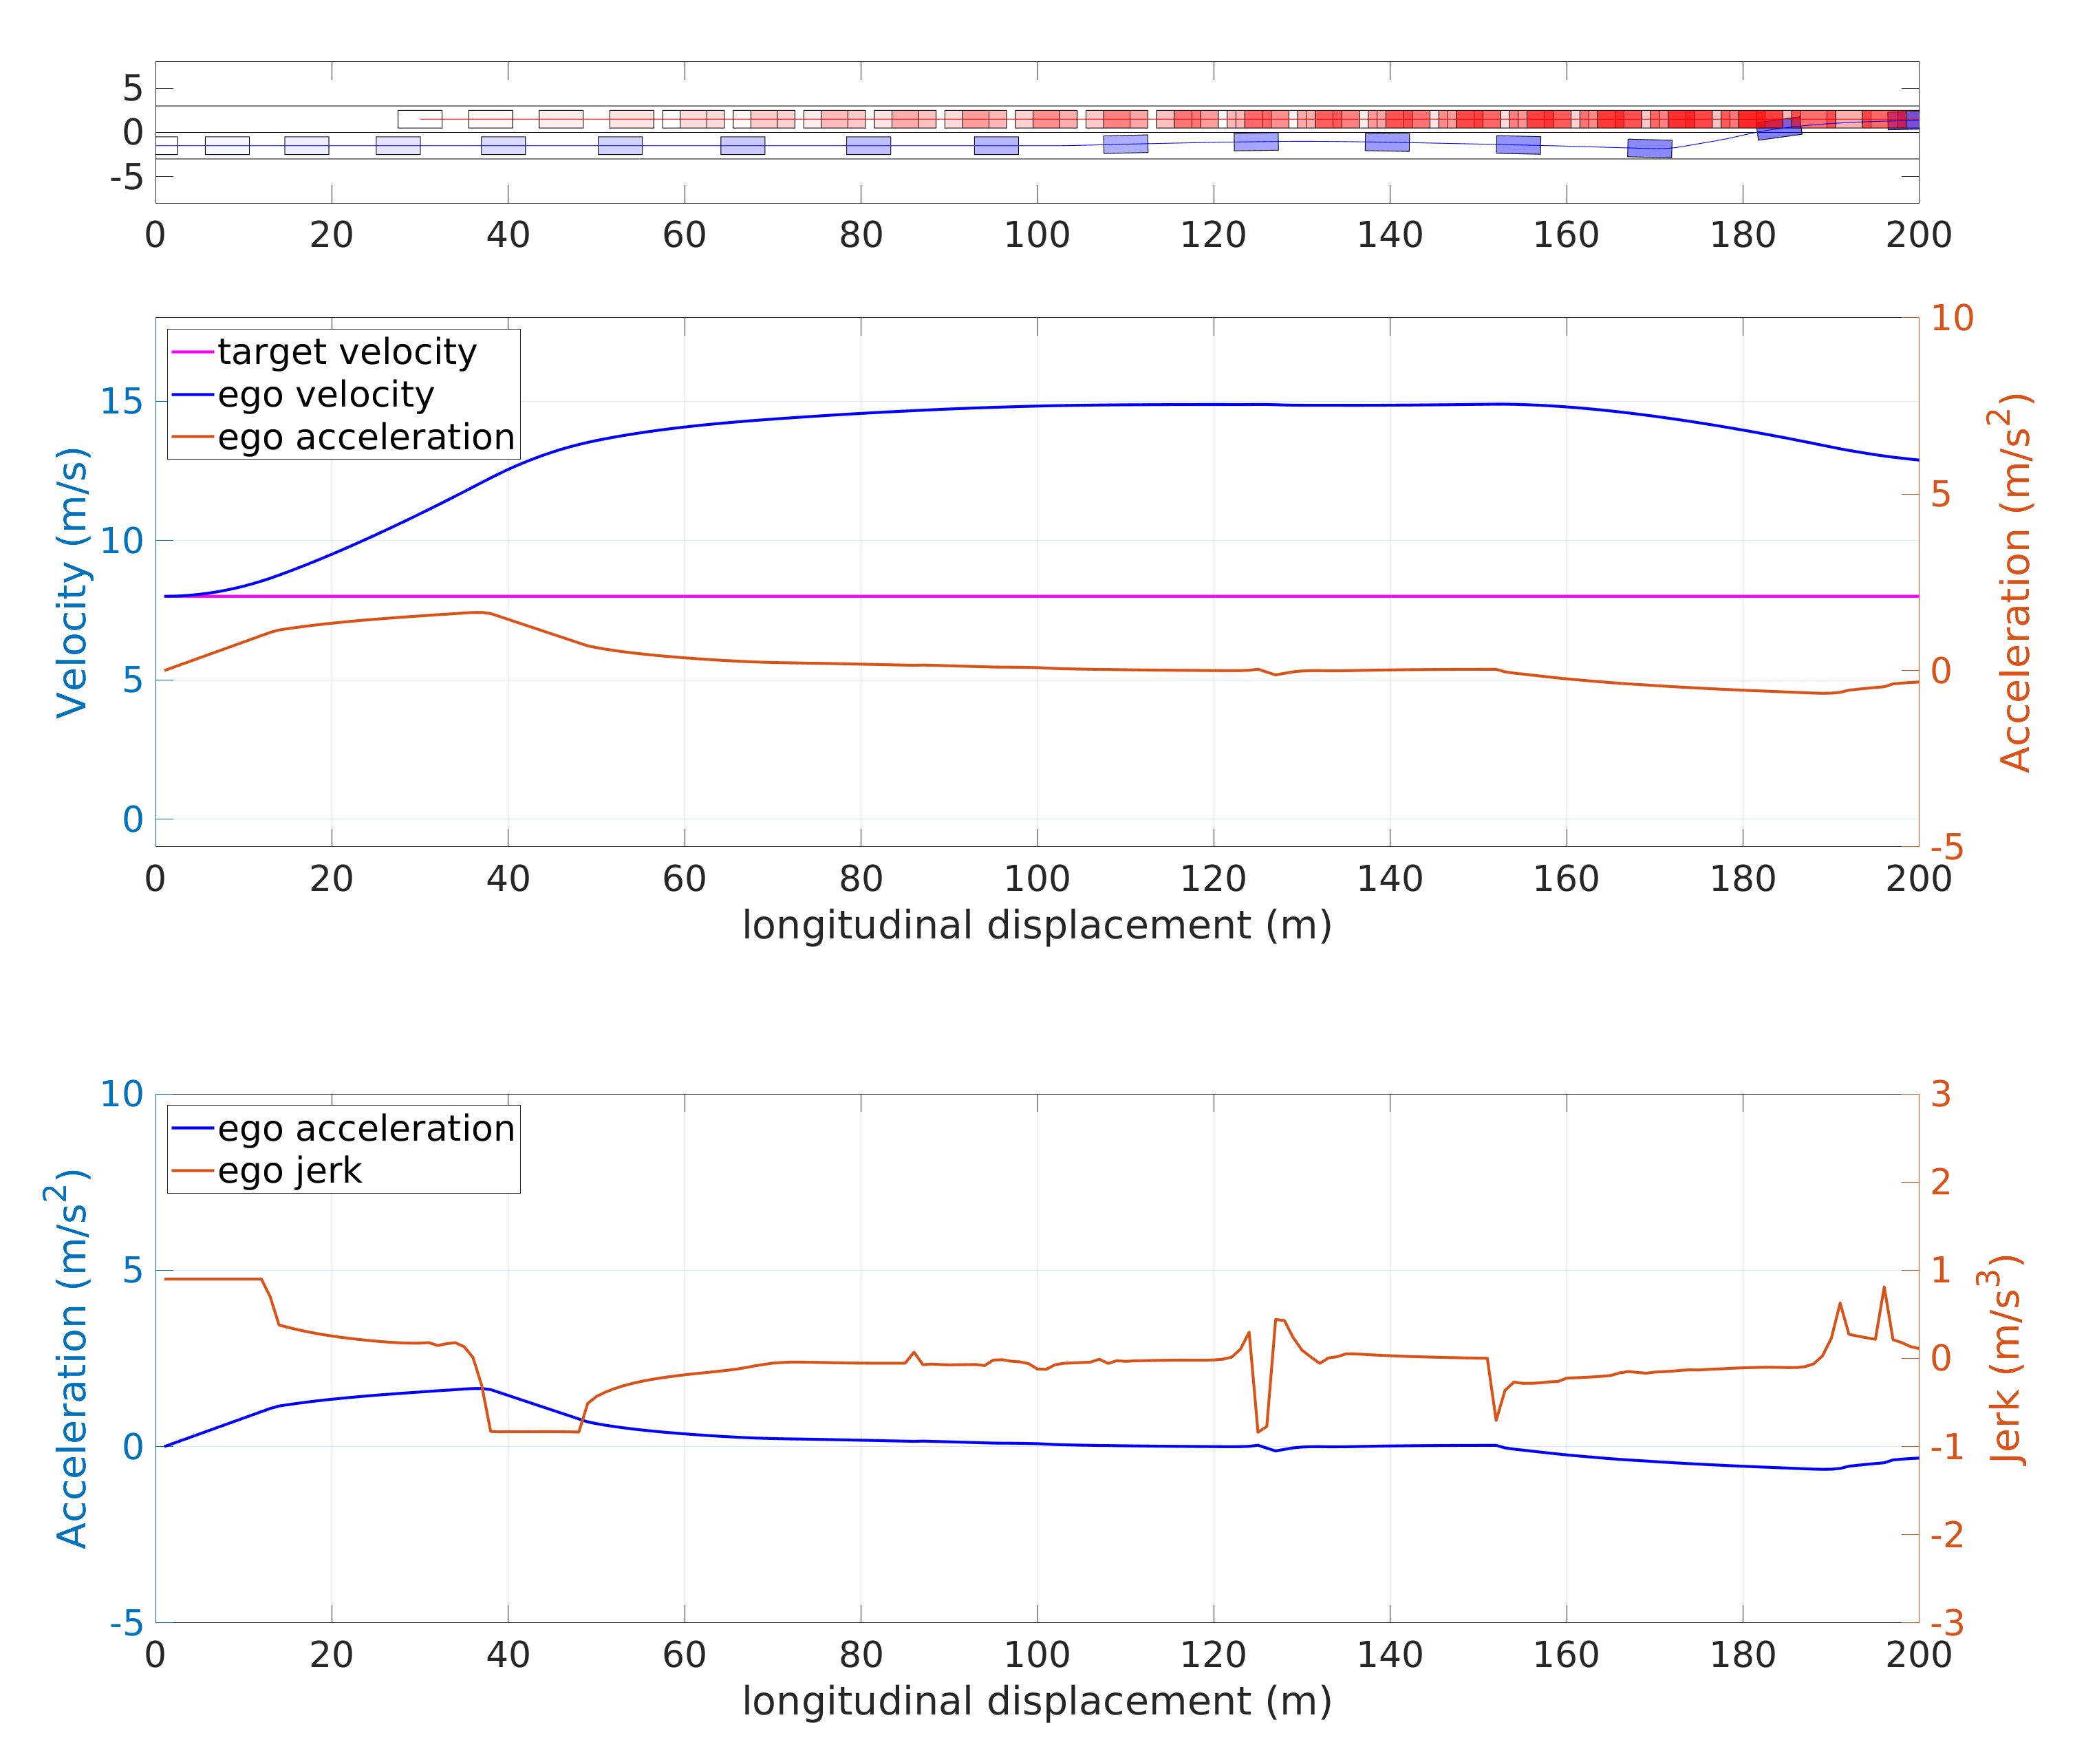 5
0
-5
0 20 40 60 80 100 120 140 160 180 200
target velocity
ego velocity
ego acceleration
Velocity (m/s)
15
10
5
0
10
5
0
-5
Acceleration (m/s²)
0 20 40 60 80 100 120 140 160 180 200
longitudinal displacement (m)
ego acceleration
ego jerk
Acceleration (m/s²)
10
5
0
-5
3
2
1
0
-1
-2
-3
Jerk (m/s³)
0 20 40 60 80 100 120 140 160 180 200
longitudinal displacement (m)